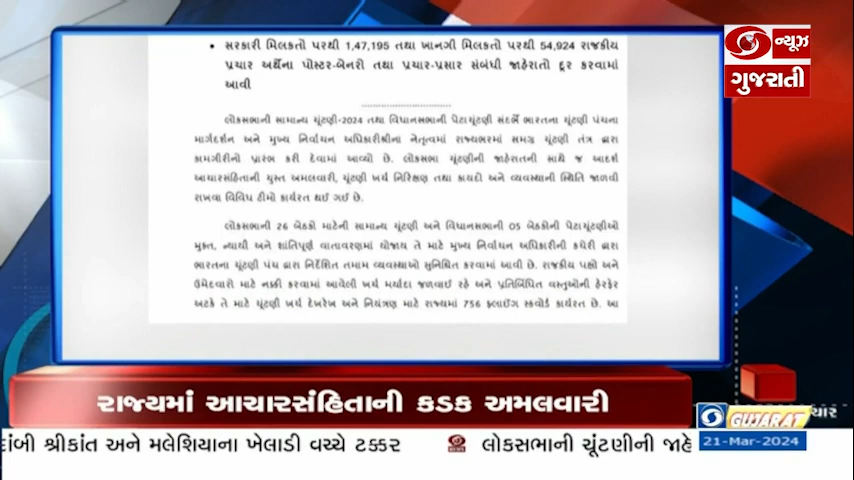 • સરકારી મિલકતો પરથી 1,47,195 તથા ખાનગી મિલકતો પરથી 54,924 રાજકીય
પ્રચાર અર્થેના પોસ્ટર-બેનરો તથા પ્રચાર-પ્રસાર સંબંધી જાહેરાતો દૂર કરવામાં
આવી
લોકસભાની સામાન્ય ચૂંટણી-2024 તથા વિધાનસભાની પેટાચૂંટણી સંદર્ભે ભારતના ચૂંટણી પંચના
માર્ગદર્શન અને મુખ્ય નિર્વાચન અધિકારીશ્રીના નેતૃત્વમાં રાજ્યભરમાં સમગ્ર ચૂંટણી તંત્ર દ્વારા
કામગીરીનો પ્રારંભ કરી દેવામાં આવ્યો છે. લોકસભા ચૂંટણીની જાહેરાતની સાથે જ આદર્શ
આચારસંહિતાની ચુસ્ત અમલવારી, ચૂંટણી ખર્ચ નિરિક્ષણ તથા કાયદો અને વ્યવસ્થાની સ્થિતિ જાળવી
રાખવા વિવિધ ટીમો કાર્યરત થઈ ગઈ છે.
લોકસભાની 26 બેઠકો માટેની સામાન્ય ચૂંટણી અને વિધાનસભાની 05 બેઠકોની પેટાચૂંટણીઓ
મુક્ત, ન્યાયી અને શાંતિપૂર્ણ વાતાવરણમાં યોજાય તે માટે મુખ્ય નિર્વાચન અધિકારીની કચેરી દ્વારા
ભારતના ચૂંટણી પંચ દ્વારા નિર્દેશિત તમામ વ્યવસ્થાઓ સુનિશ્ચિત કરવામાં આવી છે. રાજકીય પક્ષો અને
ઉમેદવારી માટે નક્કી કરવામાં આવેલી ખર્ચ મર્યાદા જળવાઈ રહે અને પ્રતિબંધિત વસ્તુઓની હેરફેર
અટકે તે માટે ચૂંટણી ખર્ચ દેખરેખ અને નિયંત્રણ માટે રાજ્યમાં 756 ફ્લાઈંગ સ્કવોર્ડ કાર્યરત છે. આ
ન્યૂઝ
ગુજરાતી
રાજ્યમાં આચારસંહિતાની કડક અમલવારી
GUJARAT
ચાર
21-Mar-2024
દાંબી શ્રીકાંત અને મલેશિયાના ખેલાડી વચ્ચે ટક્કર લોકસભાની ચૂંટણીની જાહે